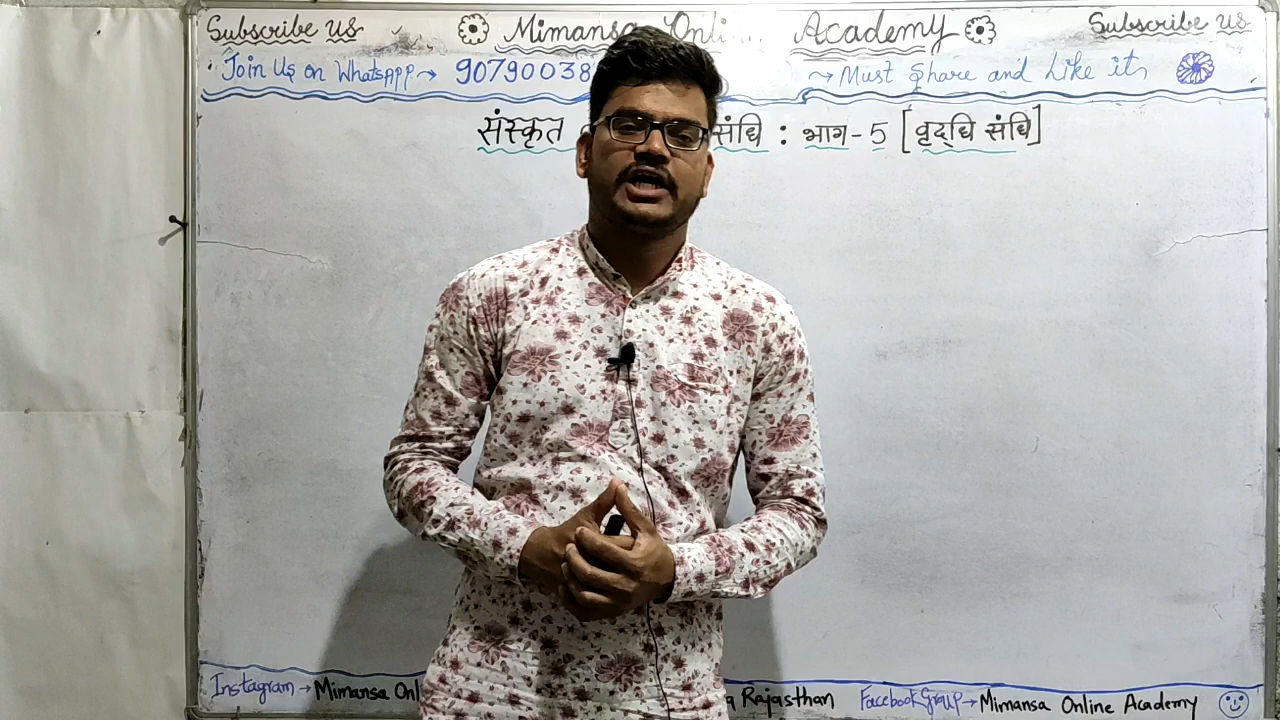 Subscribe Us Mimansa Onli Academy Subscribe us
Join Us on WhatsApp → 90790038 → Must Share and Like it
संस्कृत संधि : भाग - 5 [वृद्धि संधि]
Instagram → Mimansa Onl Rajasthan Facebook Group → Mimansa Online Academy